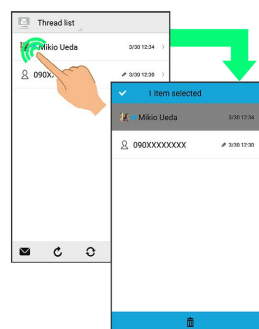 Thread list
Mikio Ueda 3/30 12:34
090X 3/30 12:30
1 item selected
Mikio Ueda 3/30 12:34
090XXXXXXXX 3/30 12:30